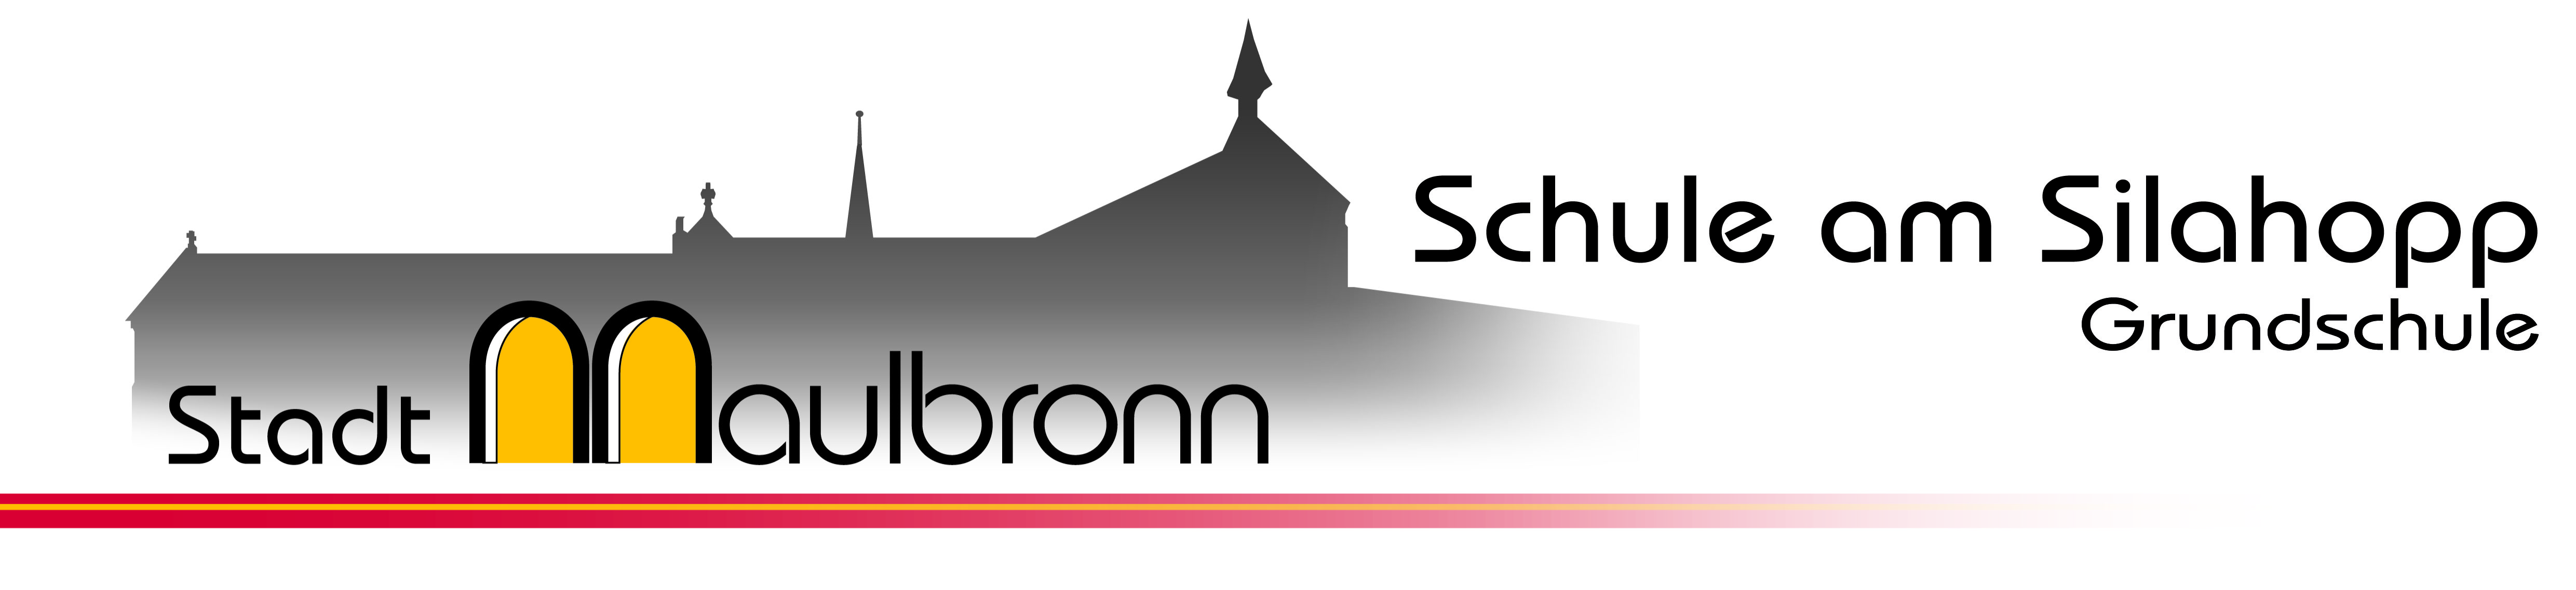 Schule am Silahopp
Grundschule
Stadt Maulbronn